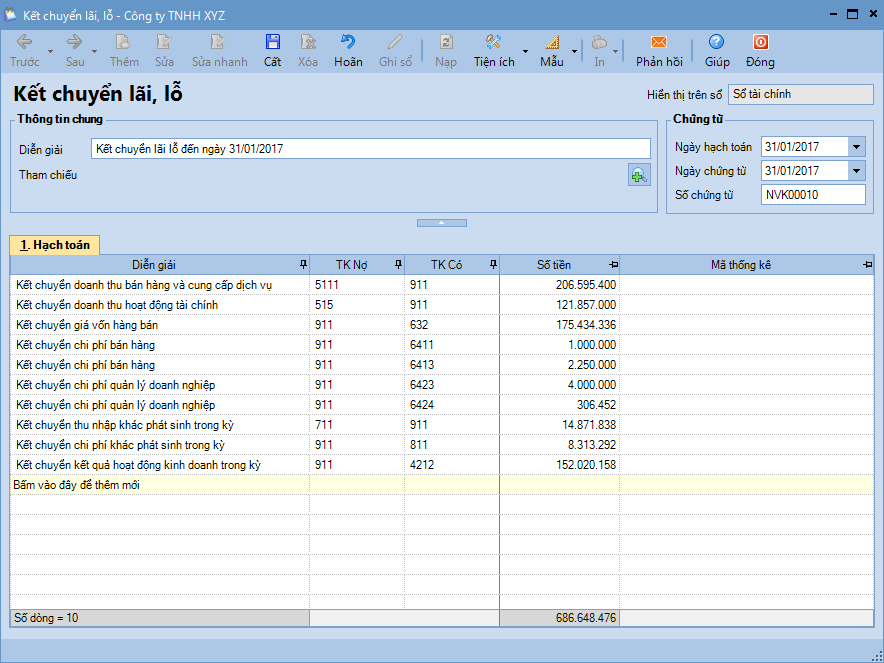 Kết chuyển lãi, lỗ - Công ty TNHH XYZ
Trước Sau Thêm Sửa Sửa nhanh Cất Xóa Hoãn Ghi sổ Nạp Tiện ích Mẫu In Phản hồi Giúp Đóng
Kết chuyển lãi, lỗ
Hiển thị trên sổ Sổ tài chính
Thông tin chung
Diễn giải Kết chuyển lãi lỗ đến ngày 31/01/2017
Tham chiếu
Chứng từ
Ngày hạch toán 31/01/2017
Ngày chứng từ 31/01/2017
Số chứng từ NVK00010
1. Hạch toán
Diễn giải TK Nợ TK Có Số tiền Mã thống kê
Kết chuyển doanh thu bán hàng và cung cấp dịch vụ 5111 911 206.595.400
Kết chuyển doanh thu hoạt động tài chính 515 911 121.857.000
Kết chuyển giá vốn hàng bán 911 632 175.434.336
Kết chuyển chi phí bán hàng 911 6411 1.000.000
Kết chuyển chi phí bán hàng 911 6413 2.250.000
Kết chuyển chi phí quản lý doanh nghiệp 911 6423 4.000.000
Kết chuyển chi phí quản lý doanh nghiệp 911 6424 306.452
Kết chuyển thu nhập khác phát sinh trong kỳ 711 911 14.871.838
Kết chuyển chi phí khác phát sinh trong kỳ 911 811 8.313.292
Kết chuyển kết quả hoạt động kinh doanh trong kỳ 911 4212 152.020.158
Bấm vào đây để thêm mới
Số dòng = 10 686.648.476